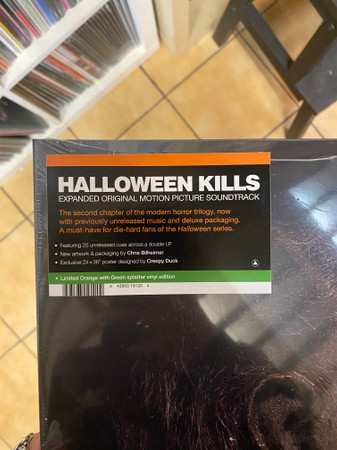 HALLOWEEN KILLS
EXPANDED ORIGINAL MOTION PICTURE SOUNDTRACK
The second chapter of the modern horror trilogy, now
with previously unreleased music and deluxe packaging.
A must-have for die-hard fans of the Halloween series.
• Featuring 25 unreleased cues across a double LP
• New artwork & packaging by Chris Bilheimer
• Exclusive 24×36" poster designed by Creepy Duck
• Limited Orange with Green splatter vinyl edition